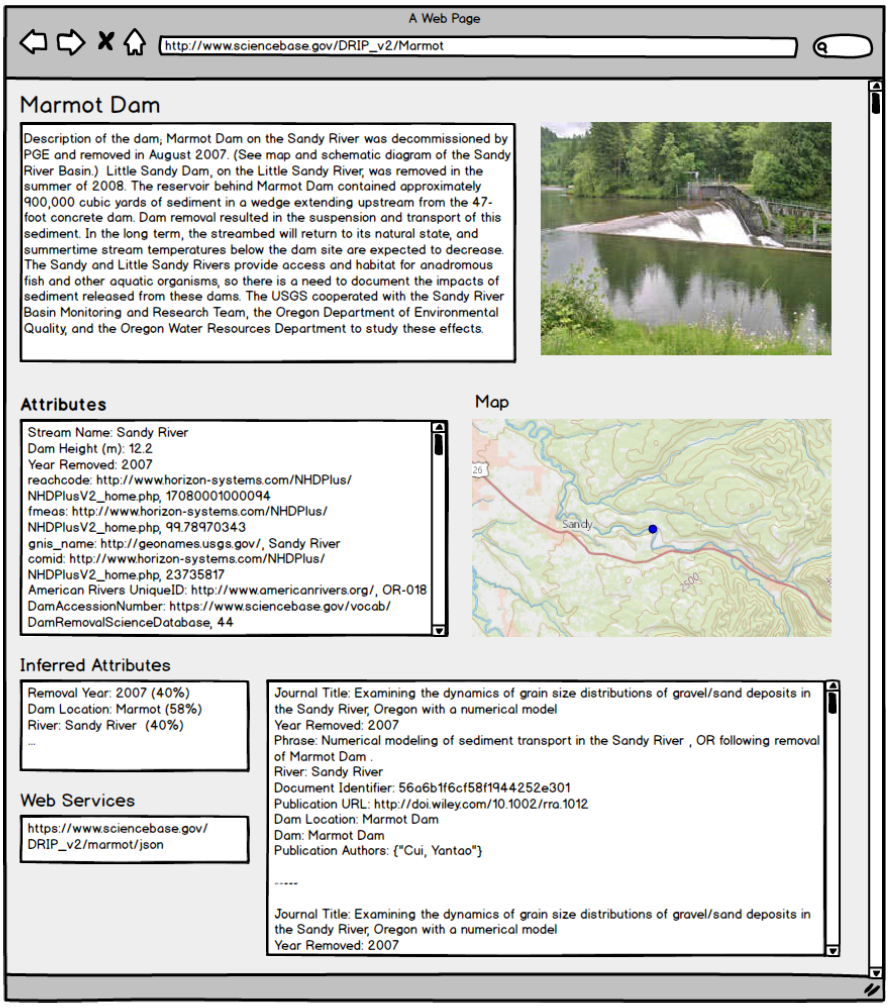 A Web Page
http://www.sciencebase.gov/DRIP_v2/Marmot
Marmot Dam
Description of the dam; Marmot Dam on the Sandy River was decommissioned by
PGE and removed in August 2007. (See map and schematic diagram of the Sandy
River Basin.)  Little Sandy Dam, on the Little Sandy River, was removed in the
summer of 2008. The reservoir behind Marmot Dam contained approximately
900,000 cubic yards of sediment in a wedge extending upstream from the 47-
foot concrete dam. Dam removal resulted in the suspension and transport of this
sediment. In the long term, the streambed will return to its natural state, and
summertime stream temperatures below the dam site are expected to decrease.
The Sandy and Little Sandy Rivers provide access and habitat for anadromous
fish and other aquatic organisms, so there is a need to document the impacts of
sediment released from these dams. The USGS cooperated with the Sandy River
Basin Monitoring and Research Team, the Oregon Department of Environmental
Quality, and the Oregon Water Resources Department to study these effects.
Attributes
Stream Name: Sandy River
Dam Height (m): 12.2
Year Removed: 2007
reachcode: http://www.horizon-systems.com/NHDPlus/
NHDPlusV2_home.php, 17080001000094
fmeas: http://www.horizon-systems.com/NHDPlus/
NHDPlusV2_home.php, 99.78970343
gnis_name: http://geonames.usgs.gov/, Sandy River
comid: http://www.horizon-systems.com/NHDPlus/
NHDPlusV2_home.php, 23735817
American Rivers UniqueID: http://www.americanrivers.org/, OR-018
DamAccessionNumber: https://www.sciencebase.gov/vocab/
DamRemovalScienceDatabase, 44
Map
26
Sandy
2500
Inferred Attributes
Removal Year: 2007 (40%)
Dam Location: Marmot (58%)
River: Sandy River  (40%)
...
Web Services
https://www.sciencebase.gov/
DRIP_v2/marmot/json
Journal Title: Examining the dynamics of grain size distributions of gravel/sand deposits in
the Sandy River, Oregon with a numerical model
Year Removed: 2007
Phrase: Numerical modeling of sediment transport in the Sandy River , OR following removal
of Marmot Dam .
River: Sandy River
Document Identifier: 56a6b1f6cf58f1944252e301
Publication URL: http://doi.wiley.com/10.1002/rra.1012
Dam Location: Marmot Dam
Dam: Marmot Dam
Publication Authors: {"Cui, Yantao"}
-----
Journal Title: Examining the dynamics of grain size distributions of gravel/sand deposits in
the Sandy River, Oregon with a numerical model
Year Removed: 2007